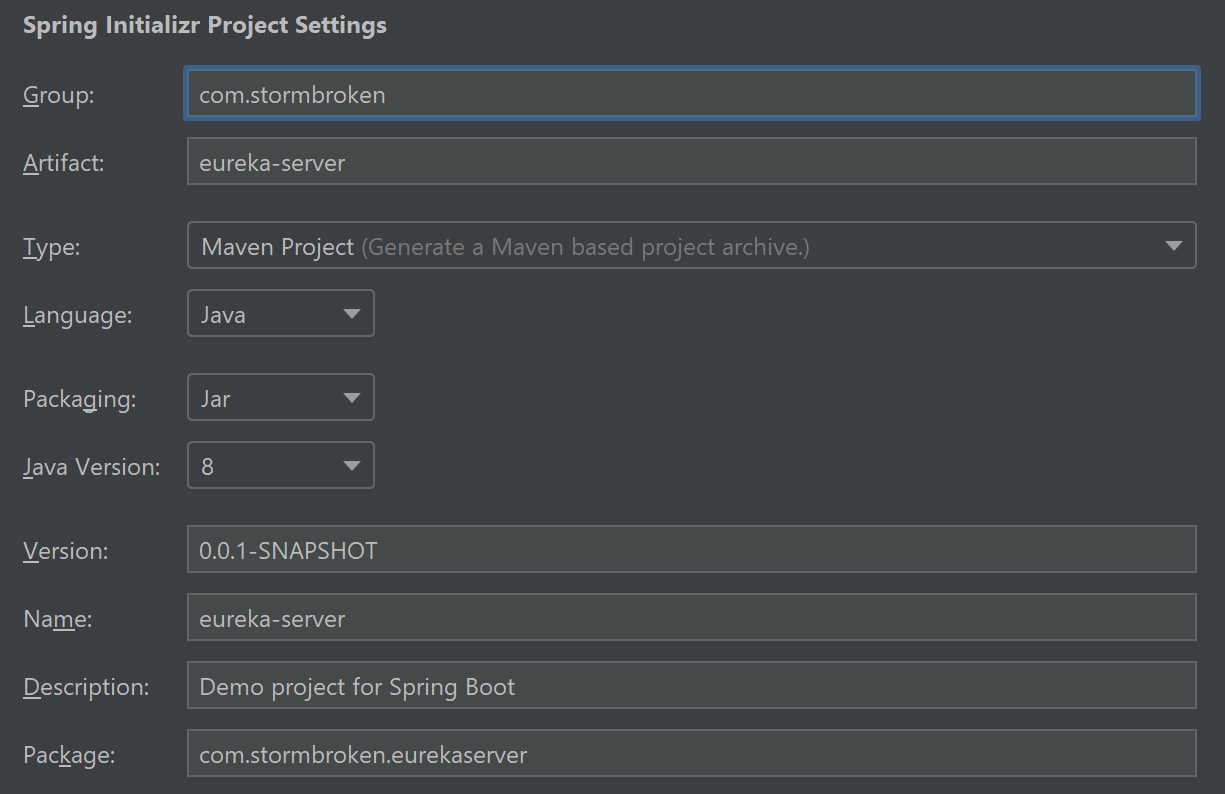 Spring Initializr Project Settings
Group: com.stormbroken
Artifact: eureka-server
Type: Maven Project (Generate a Maven based project archive.)
Language: Java
Packaging: Jar
Java Version: 8
Version: 0.0.1-SNAPSHOT
Name: eureka-server
Description: Demo project for Spring Boot
Package: com.stormbroken.eurekaserver